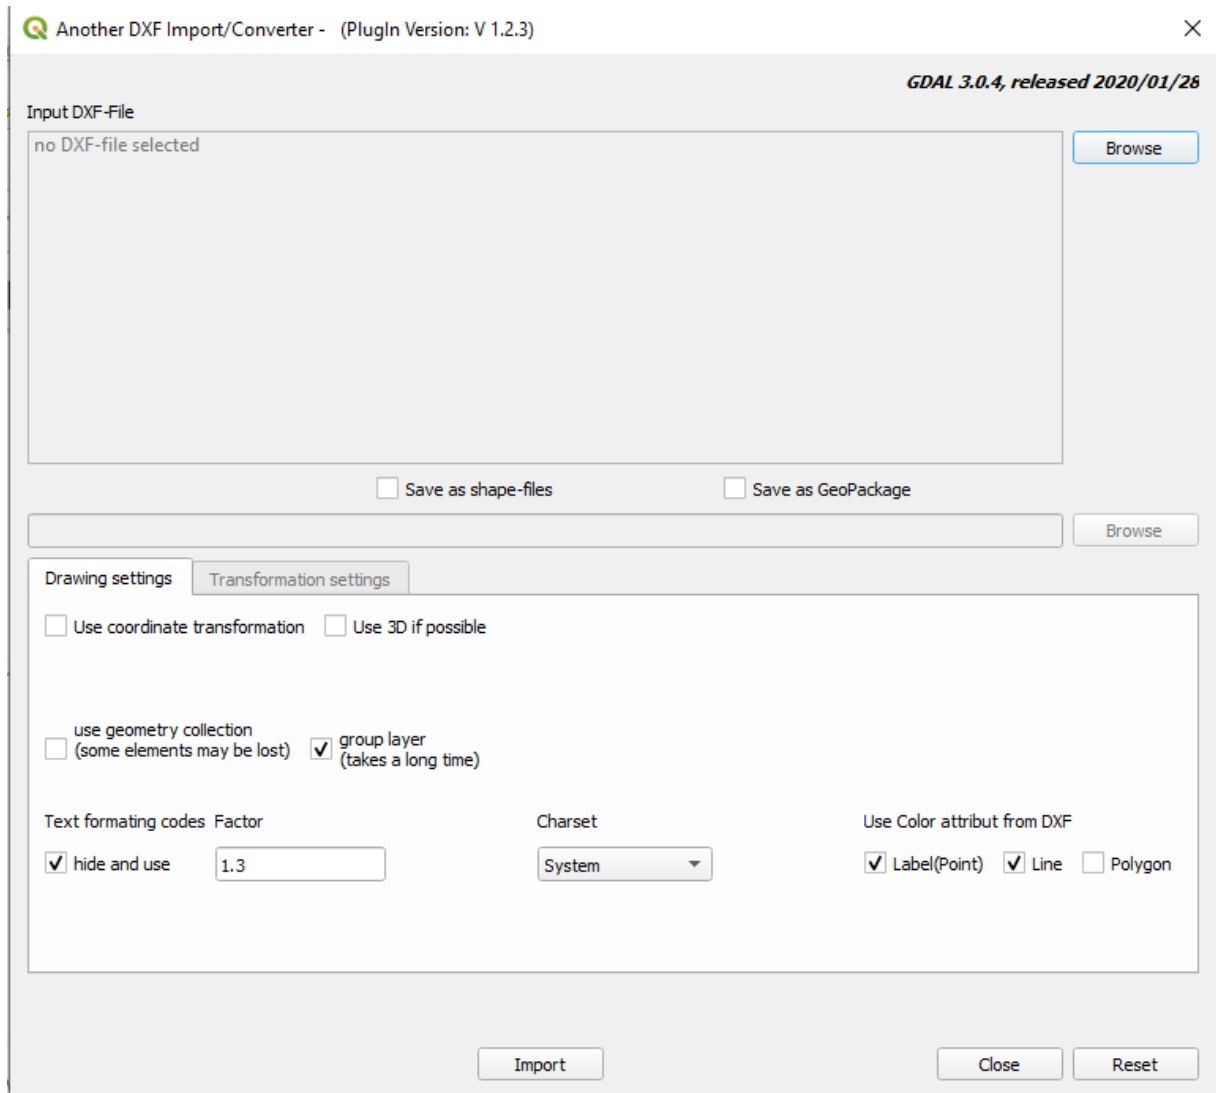 Another DXF Import/Converter - (PlugIn Version: V 1.2.3)
GDAL 3.0.4, released 2020/01/28
Input DXF-File
no DXF-file selected
Browse
Save as shape-files
Save as GeoPackage
Browse
Drawing settings
Transformation settings
Use coordinate transformation
Use 3D if possible
use geometry collection
(some elements may be lost)
group layer
(takes a long time)
Text formating codes
Factor
Charset
Use Color attribut from DXF
hide and use
1.3
System
Label(Point)
Line
Polygon
Import
Close
Reset